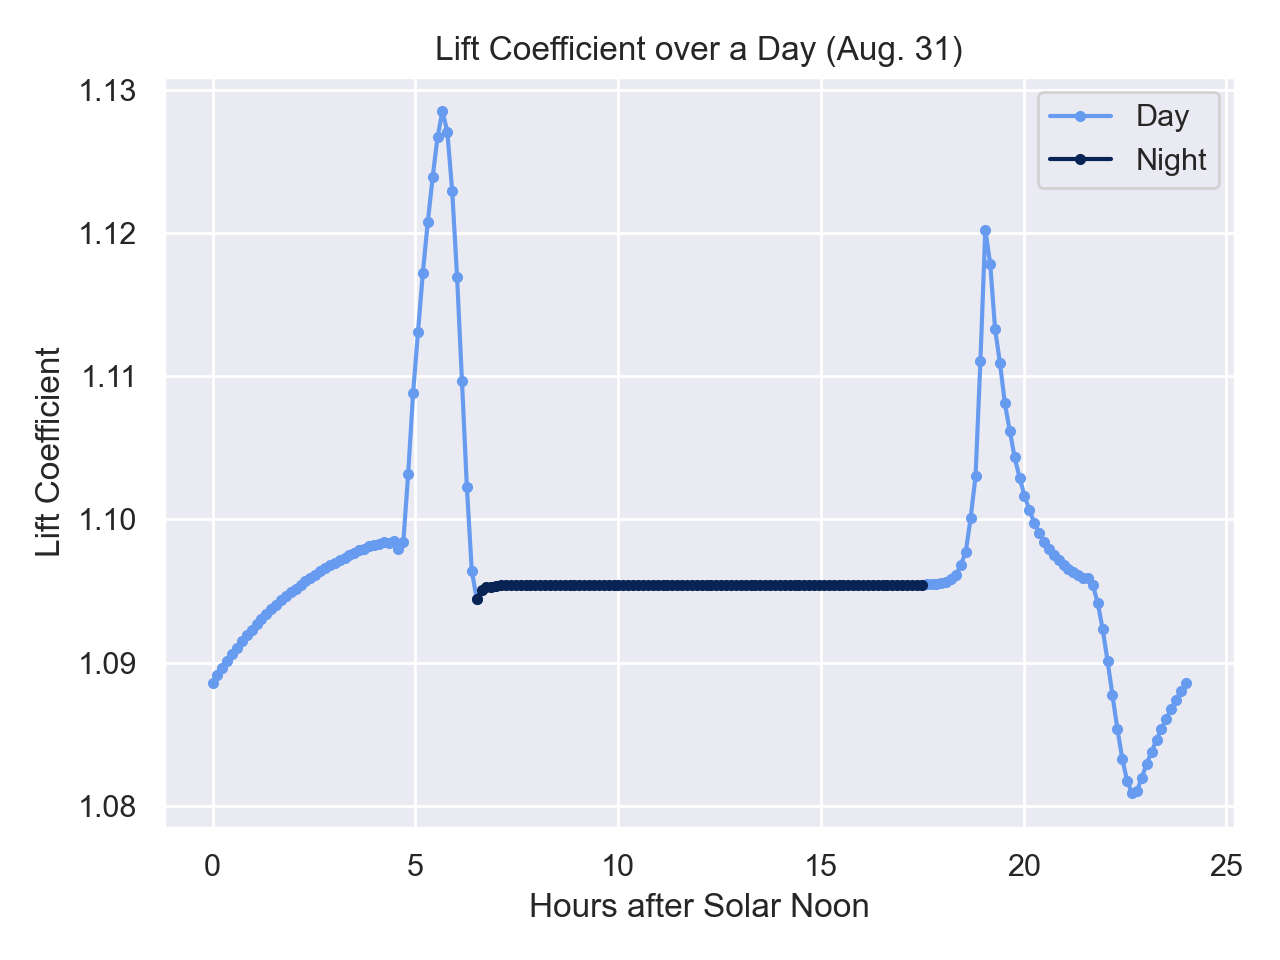 Lift Coefficient over a Day (Aug. 31)
1.13
1.12
1.11
1.10
1.09
1.08
Lift Coefficient
Day
Night
0 5 10 15 20 25
Hours after Solar Noon